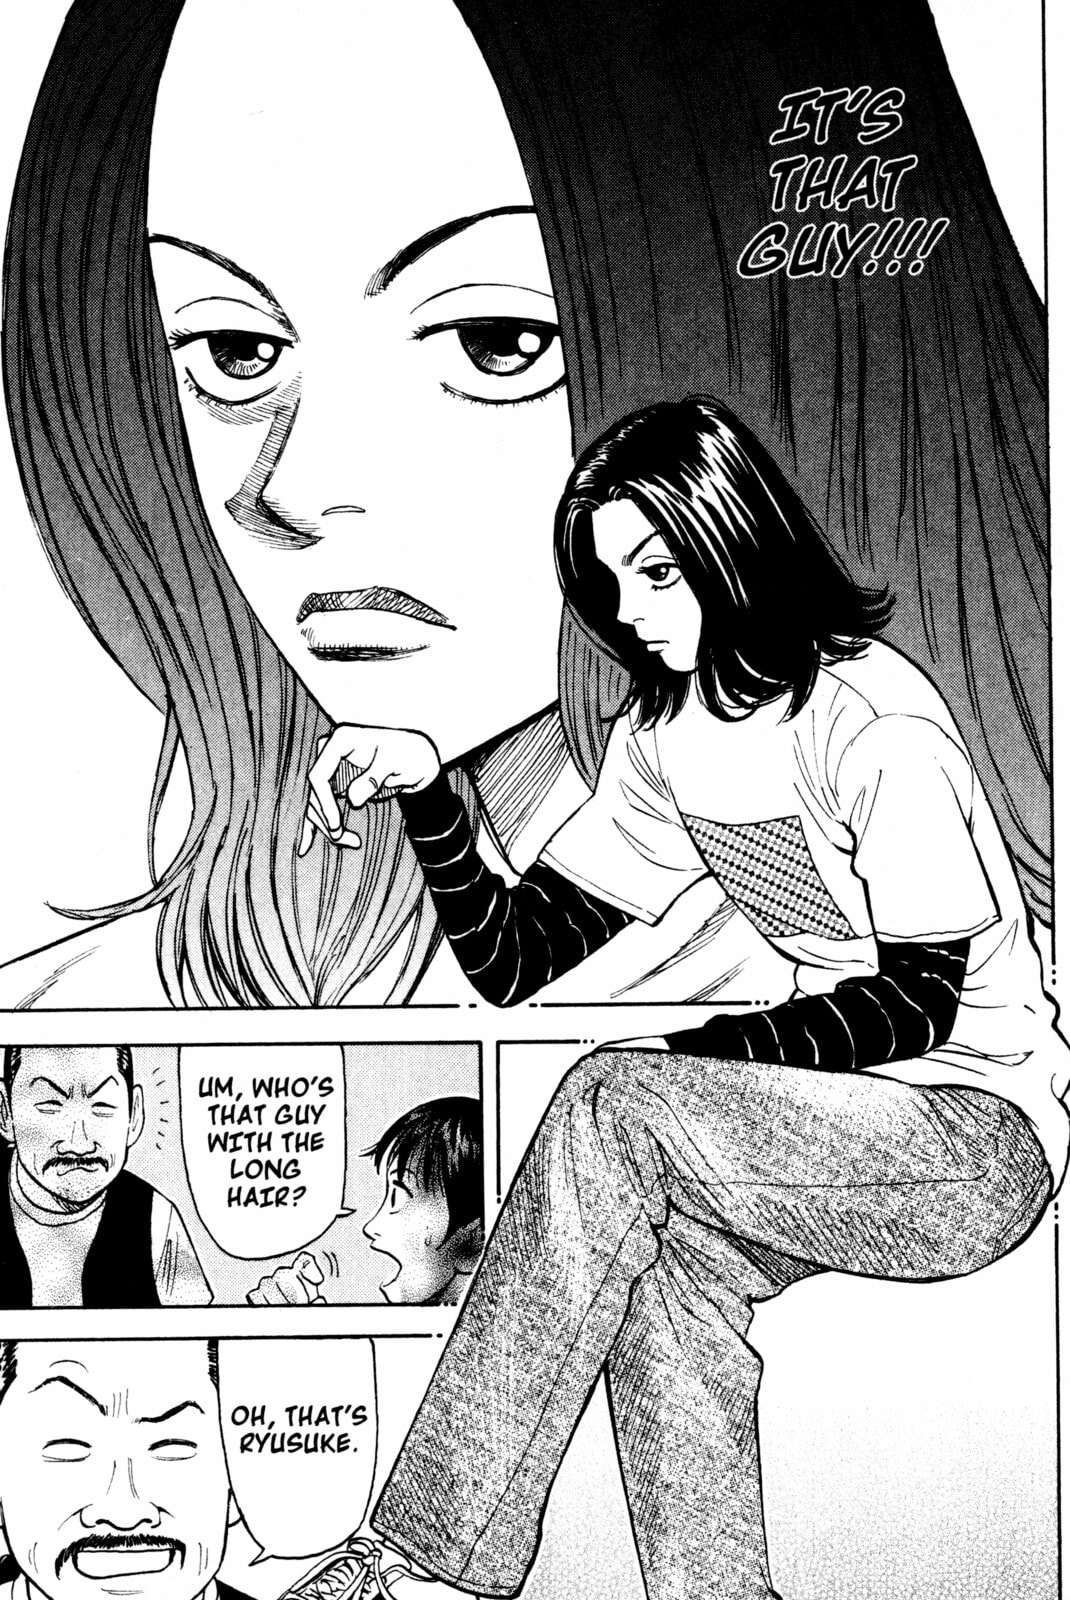 IT'S
THAT
GUY!!!
UM, WHO'S
THAT GUY
WITH THE
LONG
HAIR?
OH, THAT'S
RYUSUKE.